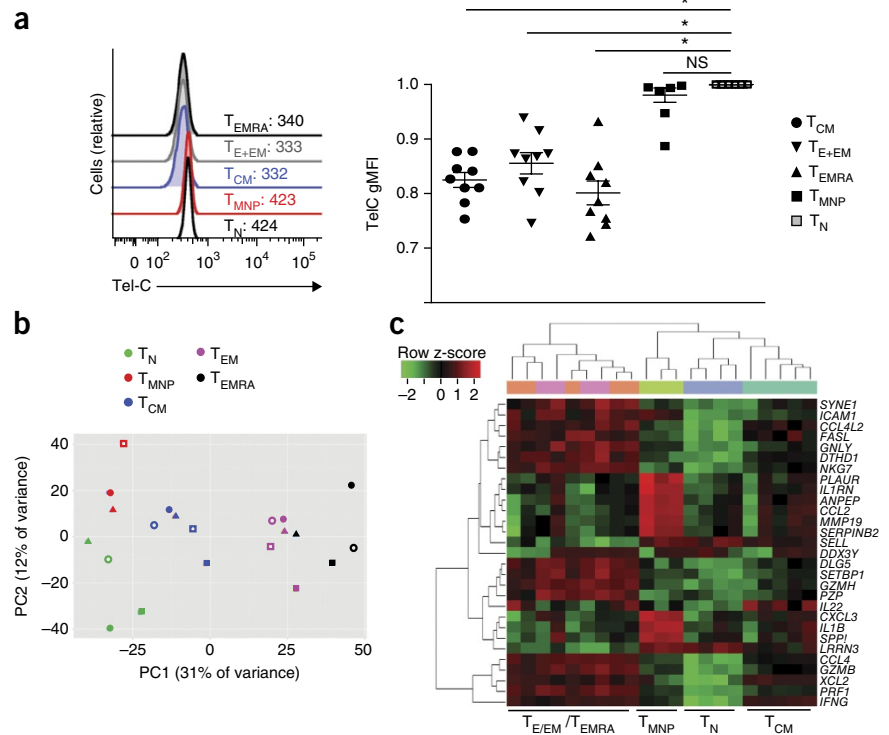 a
*
*
*
NS
Cells (relative)
TEMRA: 340
TE+EM: 333
TCM: 332
TMNP: 423
TN: 424
0 10² 10³ 10⁴ 10⁵
Tel-C
TelC gMFI
1.0
0.9
0.8
0.7
TCM
TE+EM
TEMRA
TMNP
TN
b
TN
TMNP
TCM
TEM
TEMRA
PC2 (12% of variance)
40
20
0
−20
−40
−25 0 25 50
PC1 (31% of variance)
c
Row z-score
−2 0 2
SYNE1
ICAM1
CCL4L2
FASL
GNLY
DTHD1
NKG7
PLAUR
IL1RN
ANPEP
CCL2
MMP19
SERPINB2
SELL
DDX3Y
DLG5
SETBP1
GZMH
PZP
IL22
CXCL3
IL1B
SPP!
LRRN3
CCL4
GZMB
XCL2
PRF1
IFNG
TE/EM /TEMRA TMNP TN TCM